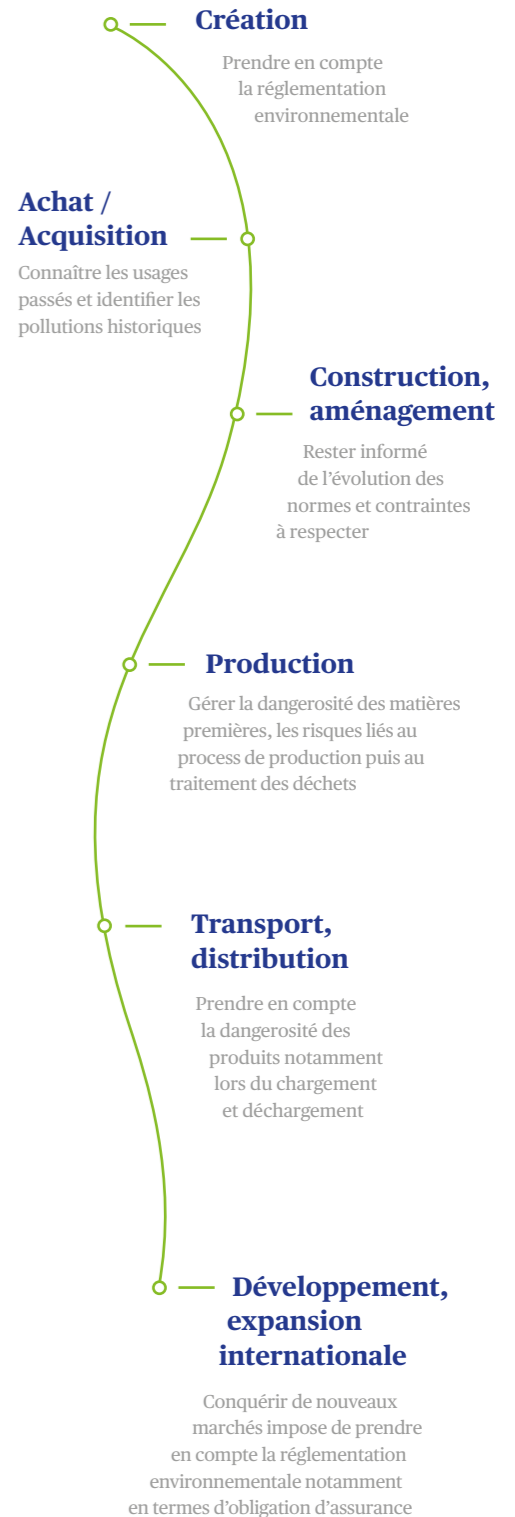 Création
Prendre en compte
la réglementation
environnementale
Achat /
Acquisition
Connaître les usages
passés et identifier les
pollutions historiques
Construction,
aménagement
Rester informé
de l’évolution des
normes et contraintes
à respecter
Production
Gérer la dangerosité des matières
premières, les risques liés au
process de production puis au
traitement des déchets
Transport,
distribution
Prendre en compte
la dangerosité des
produits notamment
lors du chargement
et déchargement
Développement,
expansion
internationale
Conquérir de nouveaux
marchés impose de prendre
en compte la réglementation
environnementale notamment
en termes d’obligation d’assurance